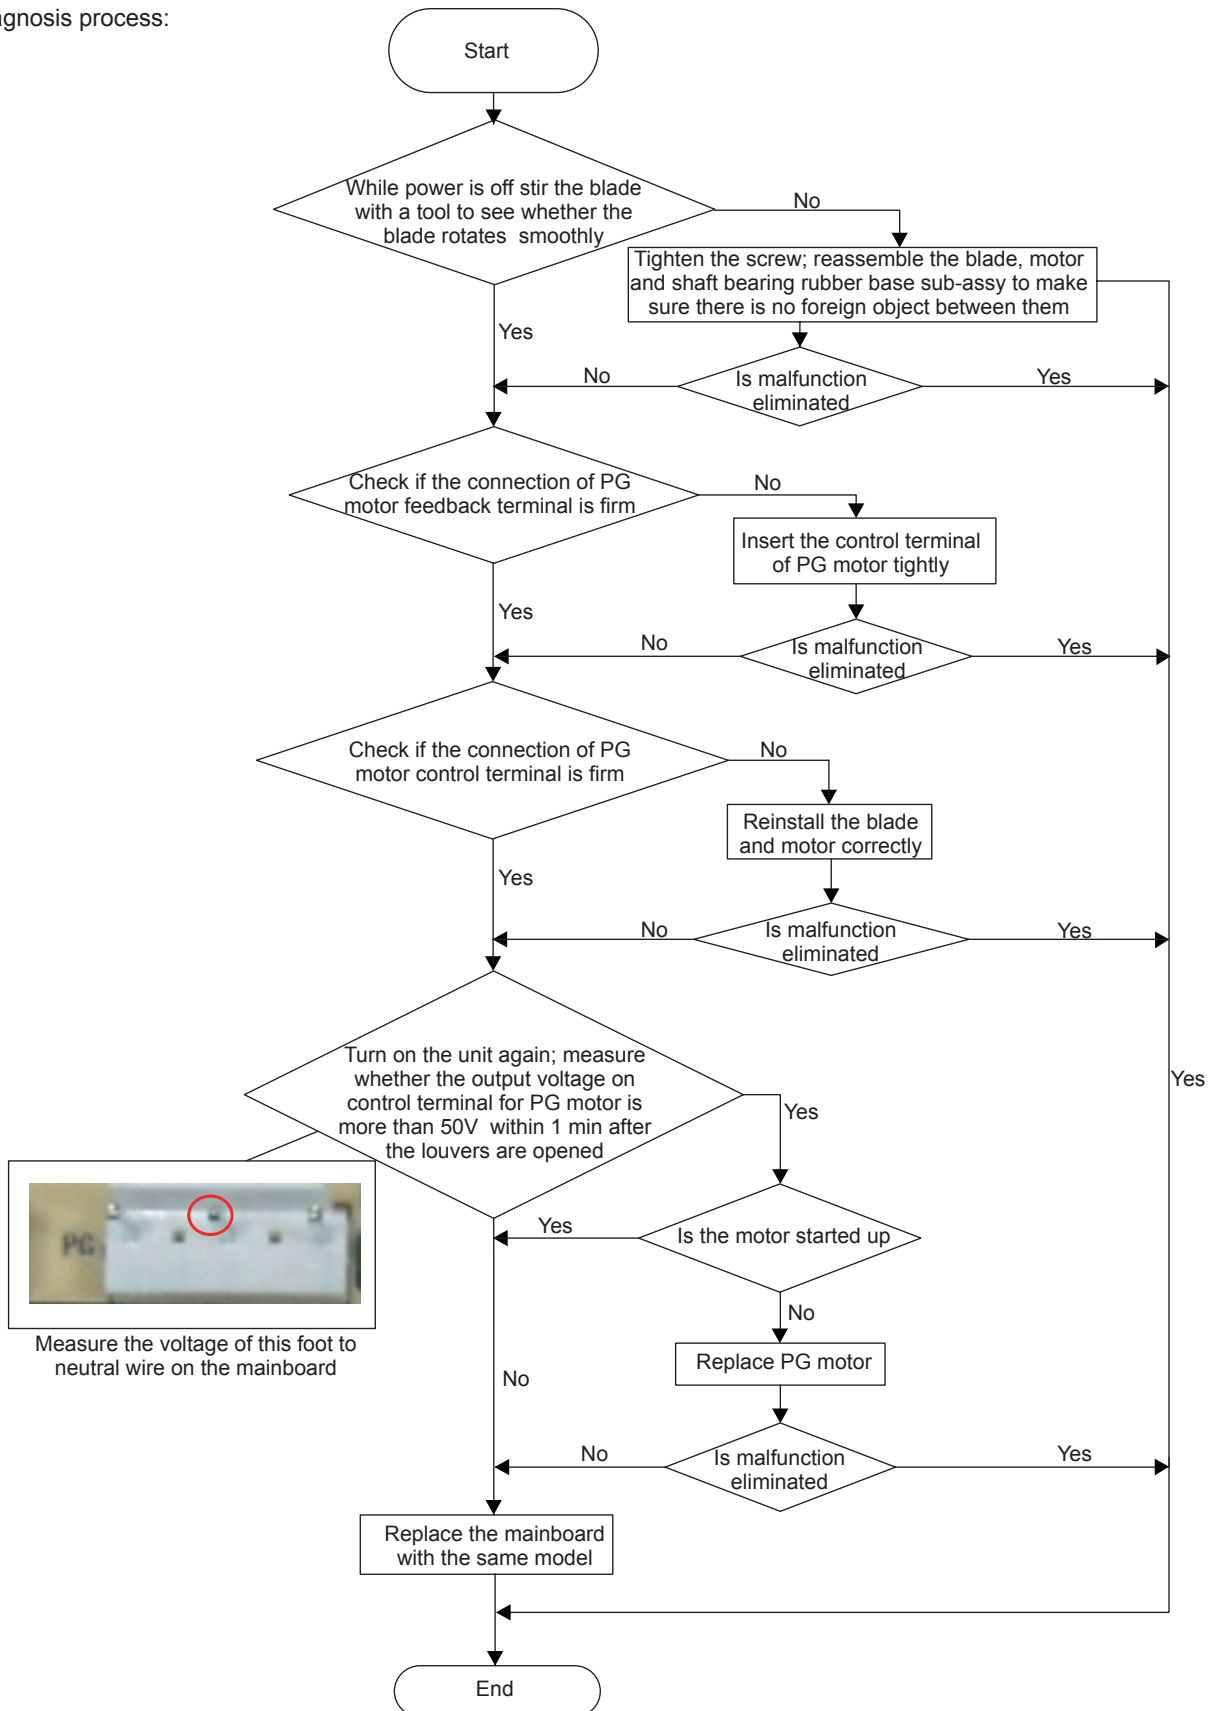 agnosis process:
Start
While power is off stir the blade
with a tool to see whether the
blade rotates smoothly
No
Tighten the screw; reassemble the blade, motor
and shaft bearing rubber base sub-assy to make
sure there is no foreign object between them
Yes
Is malfunction
eliminated
No
Yes
Check if the connection of PG
motor feedback terminal is firm
No
Insert the control terminal
of PG motor tightly
Yes
Is malfunction
eliminated
No
Yes
Check if the connection of PG
motor control terminal is firm
No
Reinstall the blade
and motor correctly
Yes
Is malfunction
eliminated
No
Yes
Turn on the unit again; measure
whether the output voltage on
control terminal for PG motor is
more than 50V within 1 min after
the louvers are opened
Yes
Yes
PG
Measure the voltage of this foot to
neutral wire on the mainboard
Yes
Is the motor started up
No
Replace PG motor
No
Is malfunction
eliminated
No
Yes
Replace the mainboard
with the same model
End